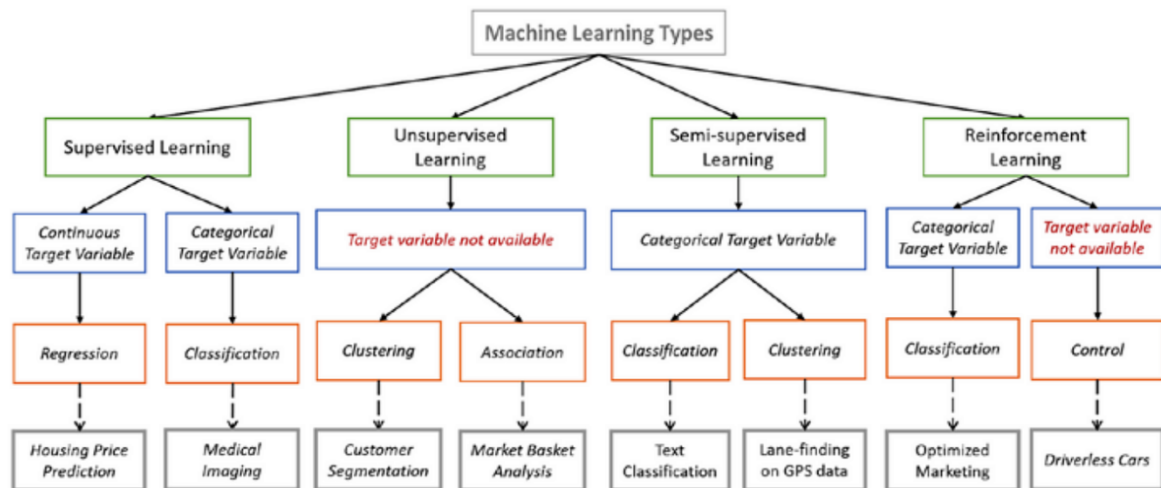 Machine Learning Types
Supervised Learning
Unsupervised
Learning
Semi-supervised
Learning
Reinforcement
Learning
Continuous
Target Variable
Categorical
Target Variable
Target variable not available
Categorical Target Variable
Categorical
Target Variable
Target variable
not available
Regression
Classification
Clustering
Association
Classification
Clustering
Classification
Control
Housing Price
Prediction
Medical
Imaging
Customer
Segmentation
Market Basket
Analysis
Text
Classification
Lane-finding
on GPS data
Optimized
Marketing
Driverless Cars